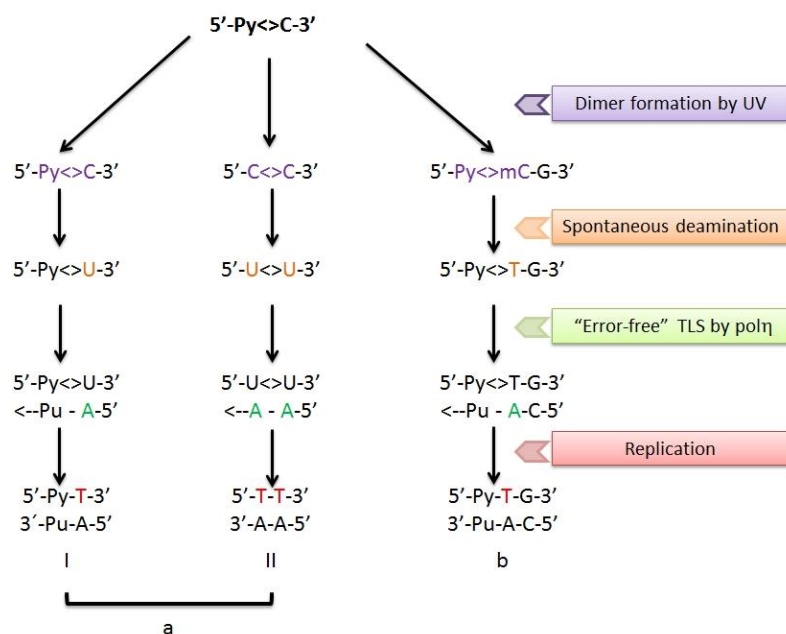 5’-Py<>C-3’
Dimer formation by UV
5’-Py<>C-3’ 5’-C<>C-3’ 5’-Py<>mC-G-3’
Spontaneous deamination
5’-Py<>U-3’ 5’-U<>U-3’ 5’-Py<>T-G-3’
“Error-free” TLS by polη
5’-Py<>U-3’ 5’-U<>U-3’ 5’-Py<>T-G-3’
<--Pu - A-5’ <--A - A-5’ <--Pu - A-C-5’
Replication
5’-Py-T-3’ 5’-T-T-3’ 5’-Py-T-G-3’
3´-Pu-A-5’ 3’-A-A-5’ 3’-Pu-A-C-5’
I II b
a